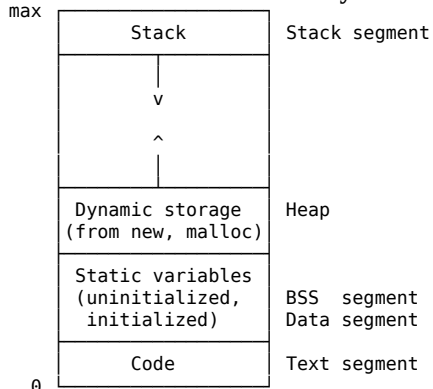 max
Stack Stack segment
v
^
Dynamic storage Heap
(from new, malloc)
Static variables
(uninitialized, BSS segment
initialized) Data segment
Code Text segment
0